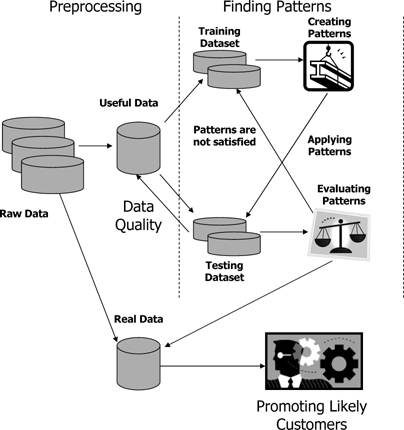 Preprocessing
Finding Patterns
Training
Dataset
Creating
Patterns
Useful Data
Patterns are
not satisfied
Applying
Patterns
Raw Data
Data
Quality
Evaluating
Patterns
Testing
Dataset
Real Data
Promoting Likely
Customers